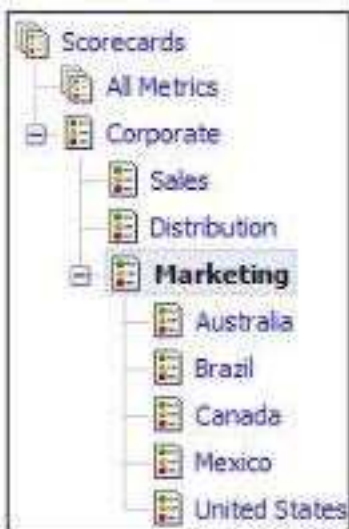 Scorecards
All Metrics
Corporate
Sales
Distribution
Marketing
Australia
Brazil
Canada
Mexico
United States